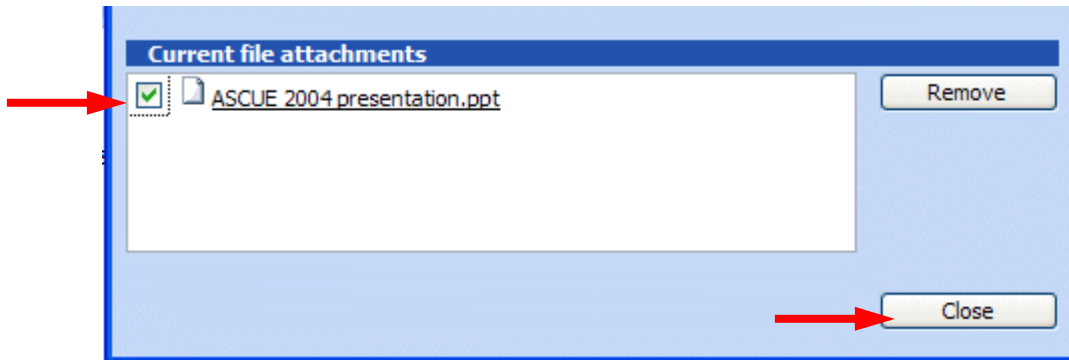 Current file attachments
ASCUE 2004 presentation.ppt
Remove
Close